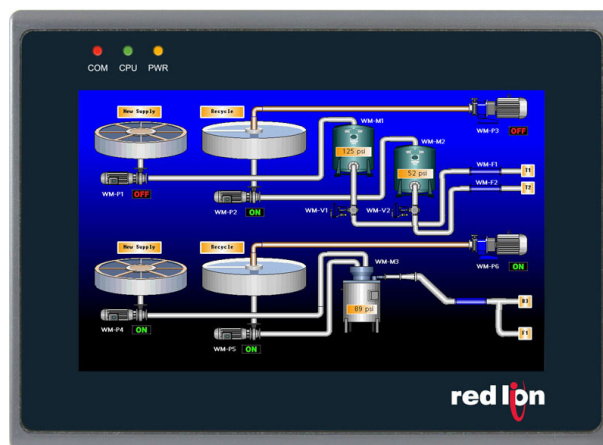 COM CPU PWR
New Supply
Recycle
WM-M1
WM-P3 OFF
125 psi
WM-M2
52 psi
WM-F1
T1
WM-F2
T2
WM-P1 OFF
WM-P2 ON
WM-V1
WM-V2
New Supply
Recycle
WM-M3
WM-P6 ON
89 psi
B3
F1
WM-P4 ON
WM-P5 ON
red lion